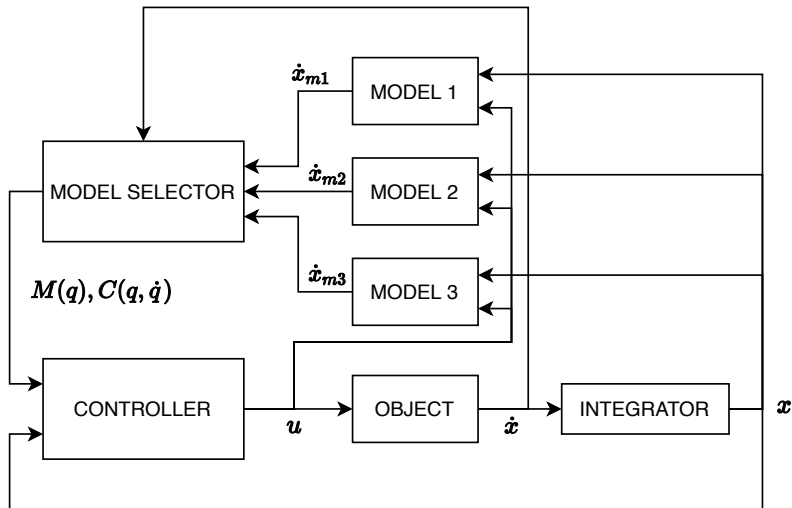 ẋₘ₁
MODEL 1
MODEL SELECTOR
ẋₘ₂
MODEL 2
ẋₘ₃
MODEL 3
M(q), C(q, q̇)
CONTROLLER
u
OBJECT
ẋ
INTEGRATOR
x